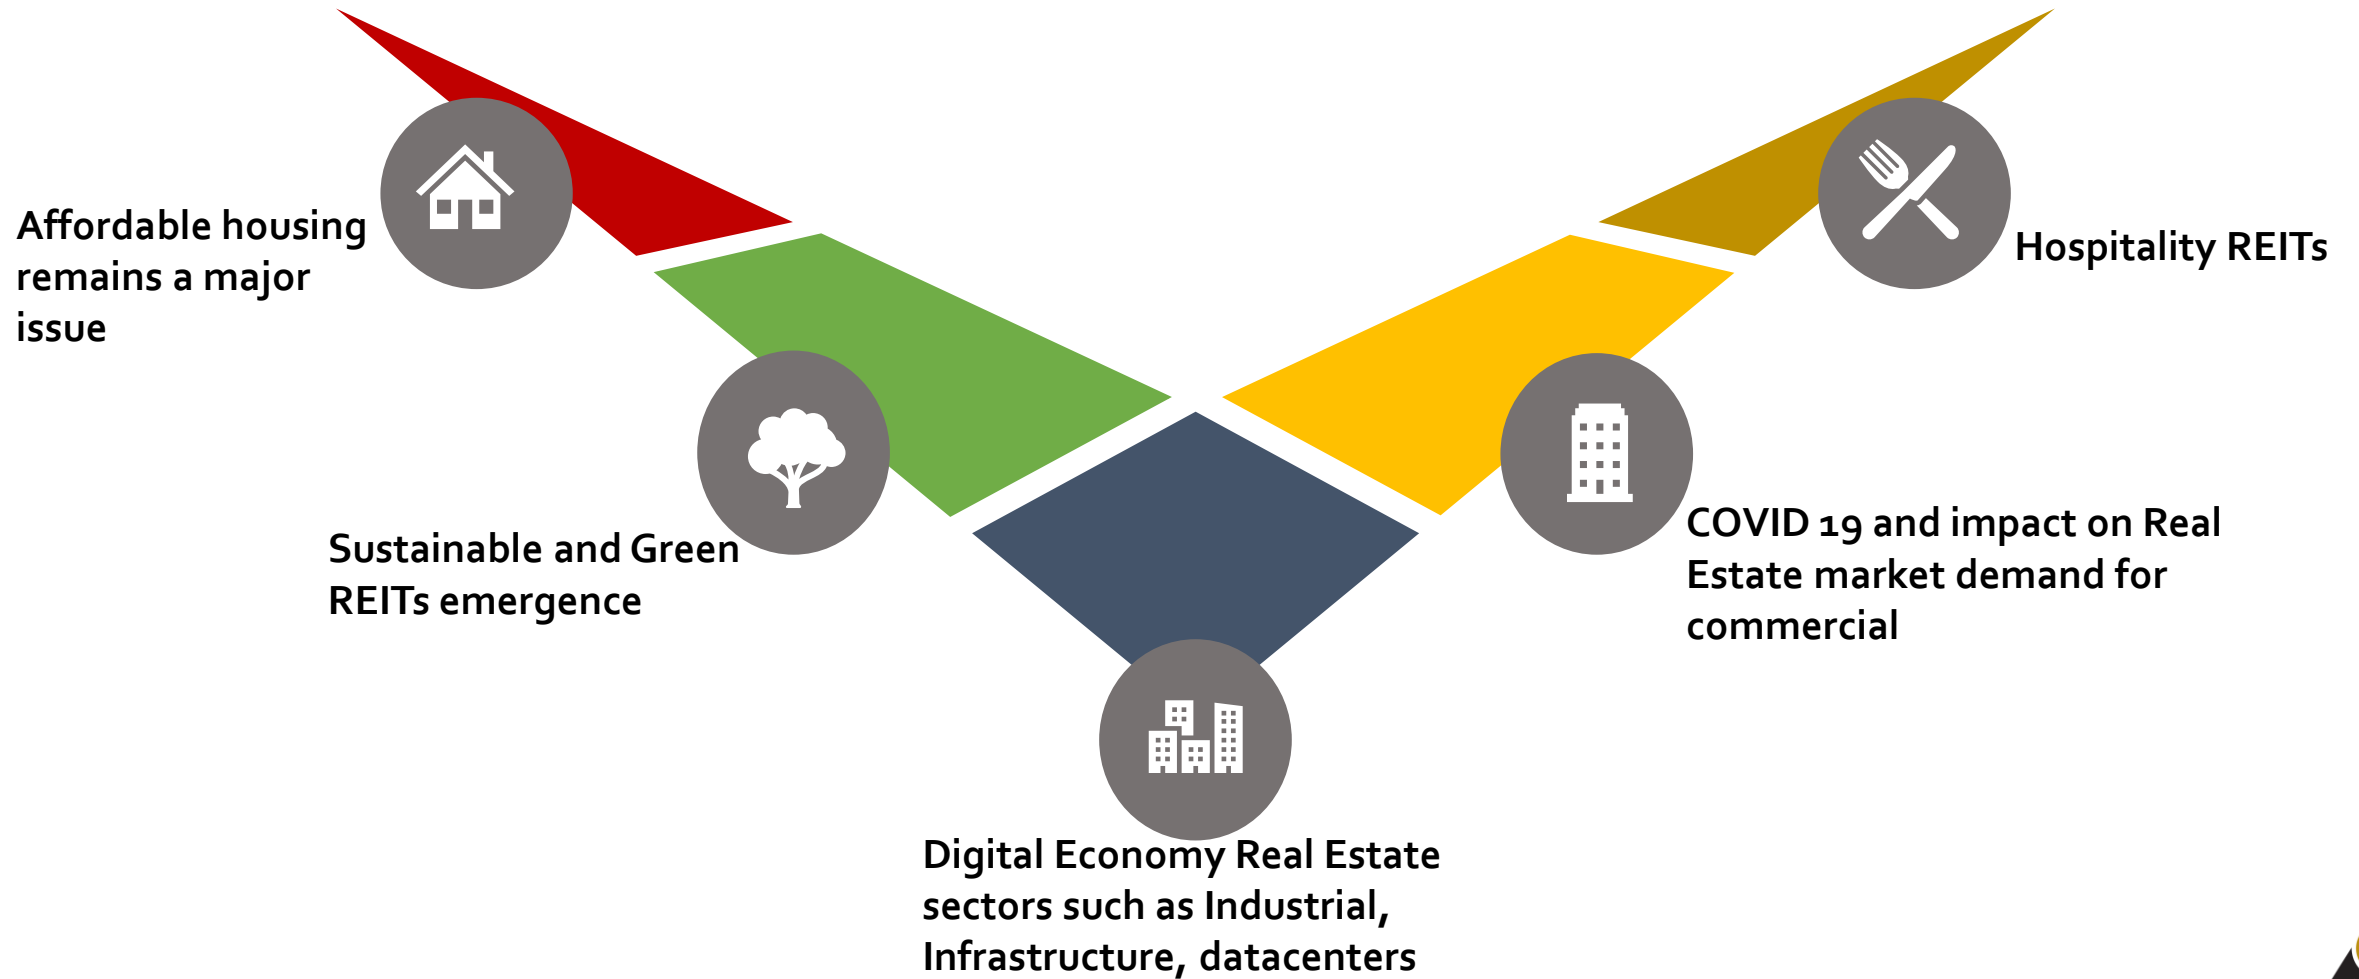 Affordable housing
remains a major
issue
Sustainable and Green
REITs emergence
Digital Economy Real Estate
sectors such as Industrial,
Infrastructure, datacenters
COVID 19 and impact on Real
Estate market demand for
commercial
Hospitality REITs